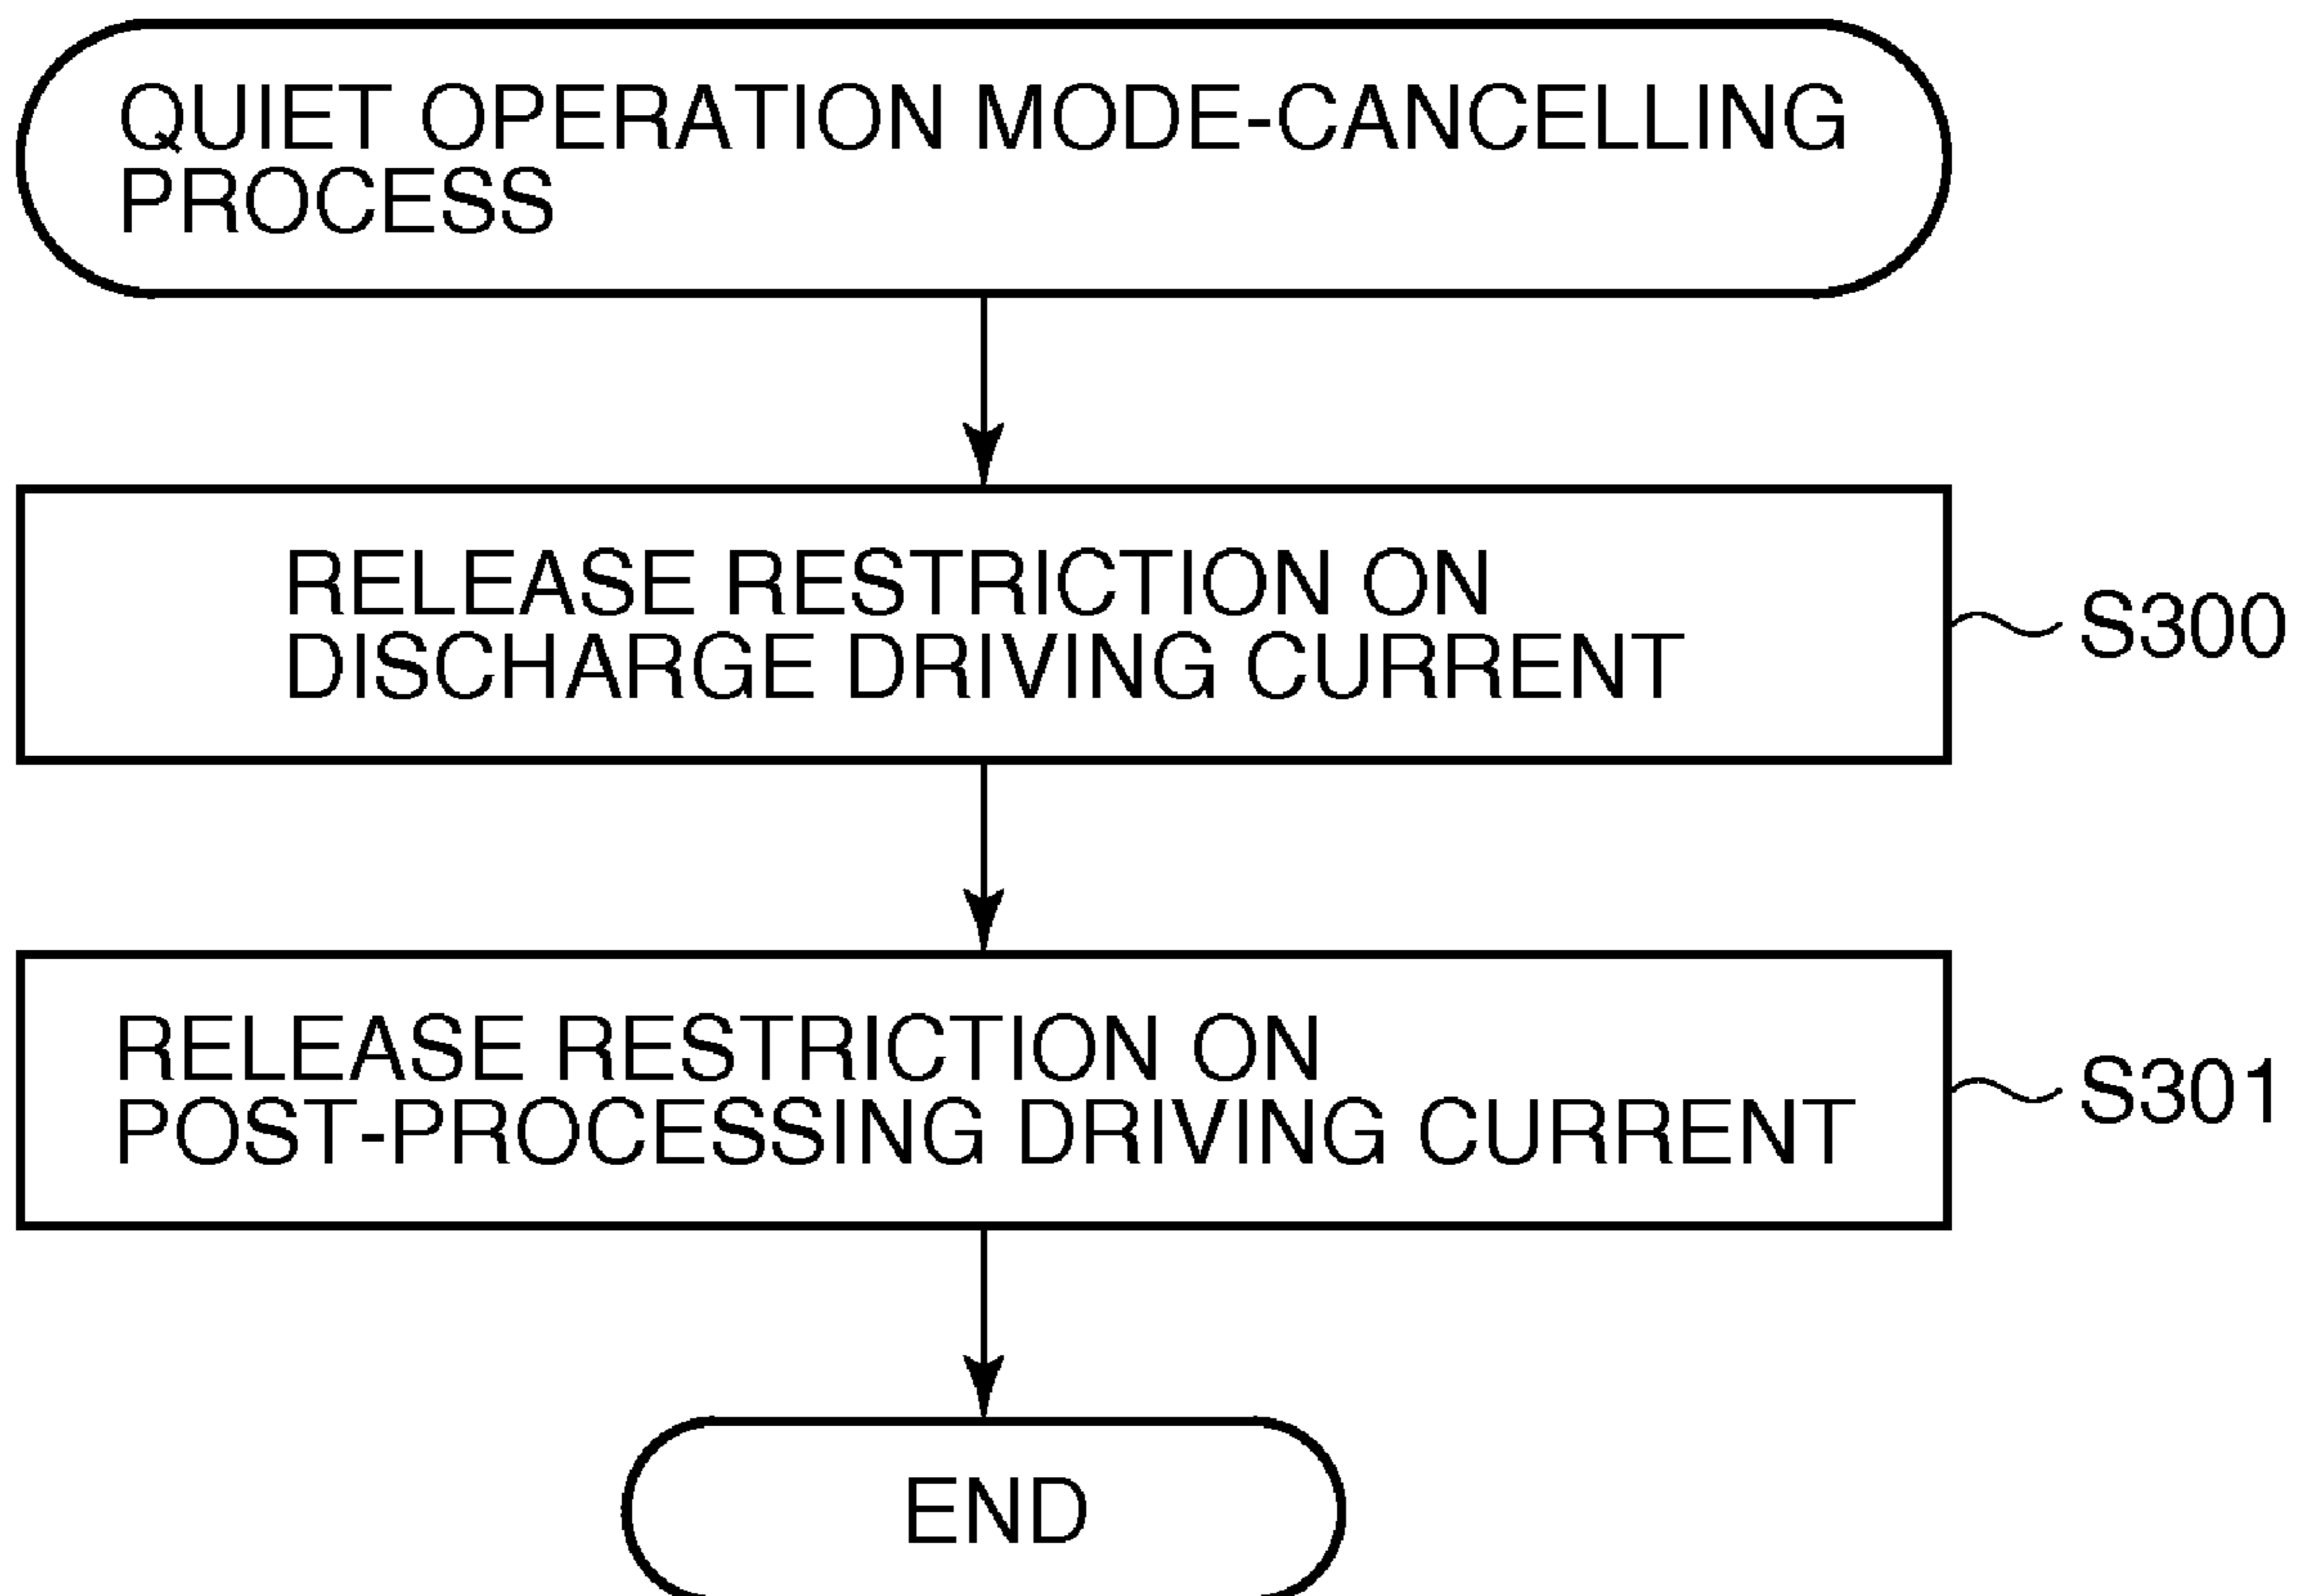 QUIET OPERATION MODE-CANCELLING
PROCESS
RELEASE RESTRICTION ON
DISCHARGE DRIVING CURRENT
S300
RELEASE RESTRICTION ON
POST-PROCESSING DRIVING CURRENT
S301
END